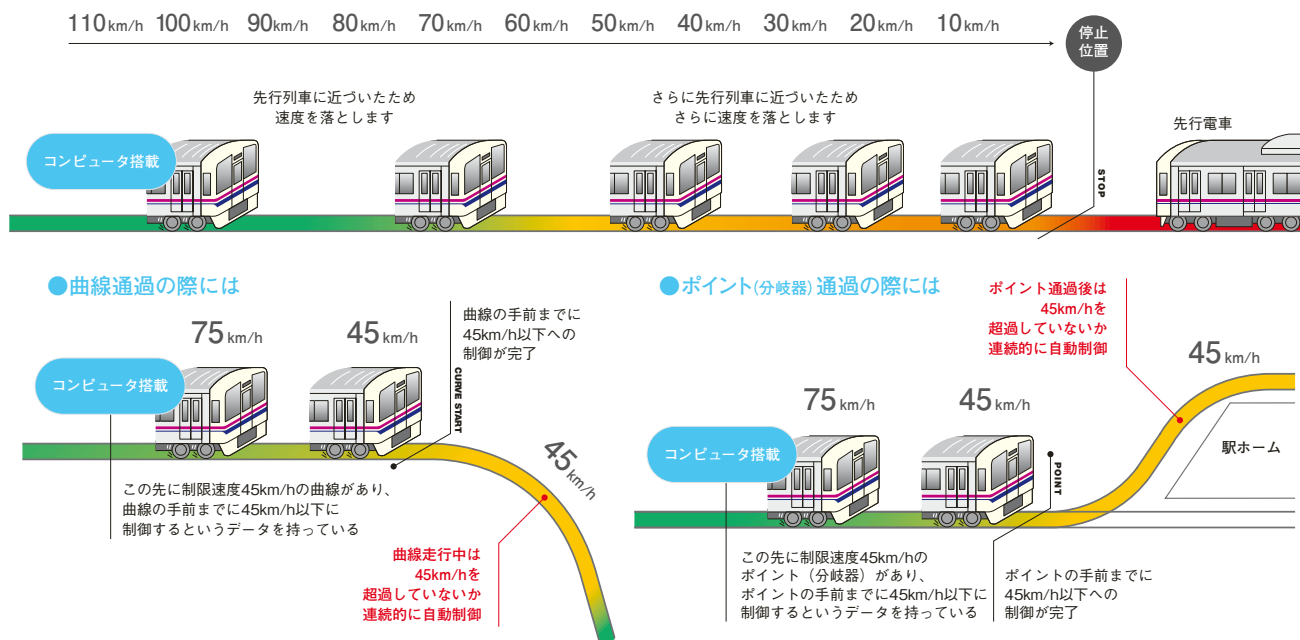 110km/h 100km/h 90km/h 80km/h 70km/h 60km/h 50km/h 40km/h 30km/h 20km/h 10km/h
停止
位置
先行列車に近づいたため
速度を落とします
さらに先行列車に近づいたため
さらに速度を落とします
先行電車
コンピュータ搭載
STOP
●曲線通過の際には
75km/h
45km/h
曲線の手前までに
45km/h以下への
制御が完了
コンピュータ搭載
CURVE START
45km/h
この先に制限速度45km/hの曲線があり、
曲線の手前までに45km/h以下に
制御するというデータを持っている
曲線走行中は
45km/hを
超過していないか
連続的に自動制御
●ポイント(分岐器)通過の際には
ポイント通過後は
45km/hを
超過していないか
連続的に自動制御
45km/h
75km/h
45km/h
コンピュータ搭載
POINT
駅ホーム
この先に制限速度45km/hの
ポイント（分岐器）があり、
ポイントの手前までに45km/h以下に
制御するというデータを持っている
ポイントの手前までに
45km/h以下への
制御が完了